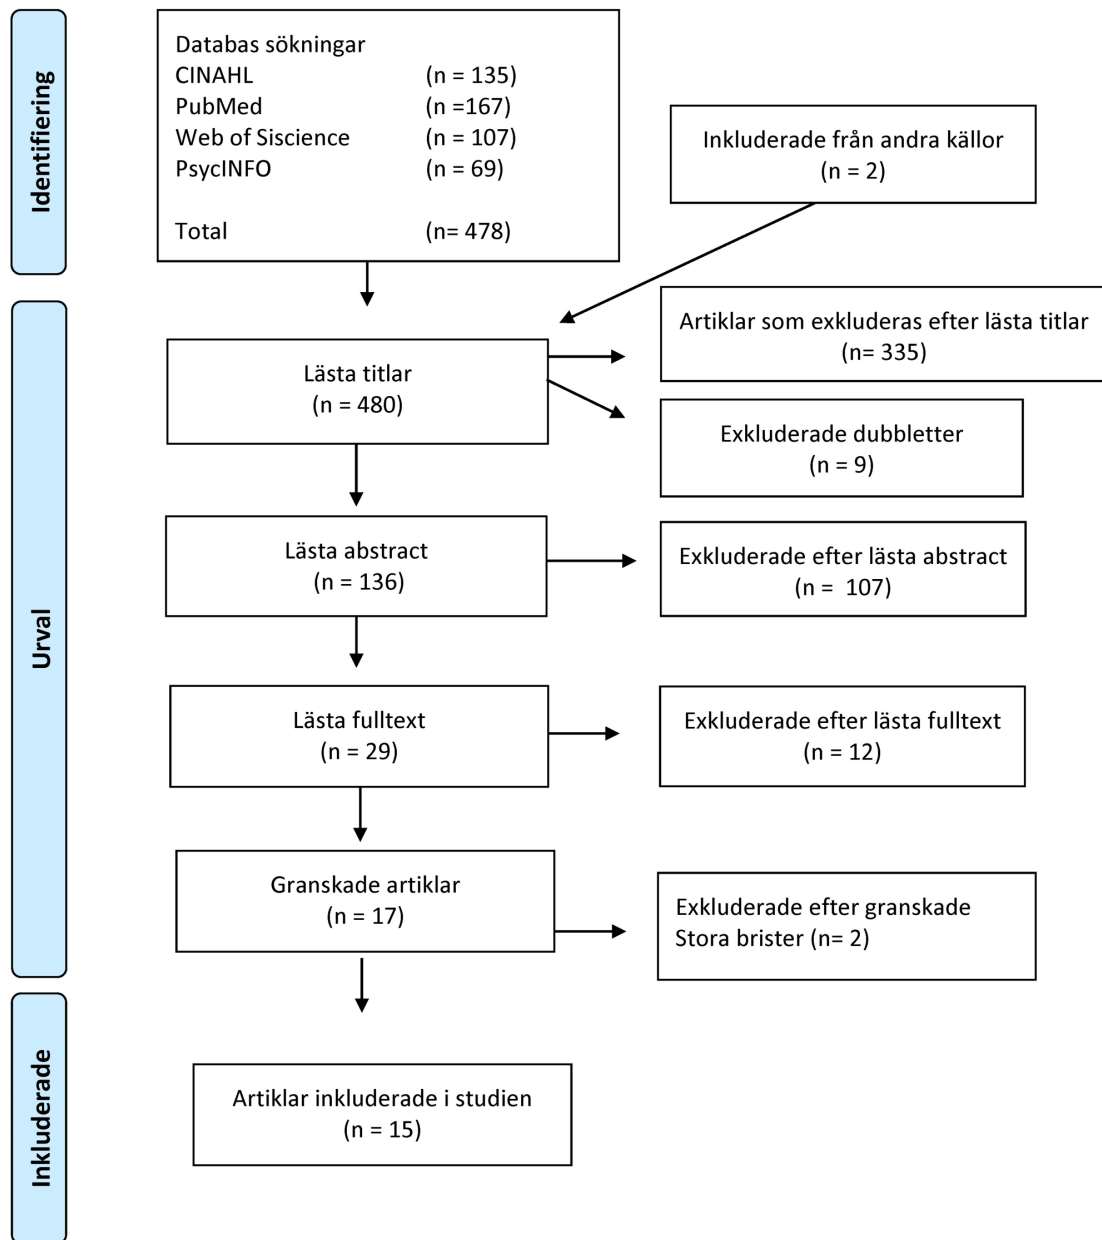 Identifiering
Databas sökningar
CINAHL (n = 135)
PubMed (n =167)
Web of Siscience (n = 107)
PsycINFO (n = 69)
Total (n= 478)
Inkluderade från andra källor
(n = 2)
Urval
Lästa titlar
(n = 480)
Artiklar som exkluderas efter lästa titlar
(n= 335)
Exkluderade dubbletter
(n = 9)
Lästa abstract
(n = 136)
Exkluderade efter lästa abstract
(n =  107)
Lästa fulltext
(n = 29)
Exkluderade efter lästa fulltext
(n = 12)
Granskade artiklar
(n = 17)
Exkluderade efter granskade
Stora brister (n= 2)
Inkluderade
Artiklar inkluderade i studien
(n = 15)